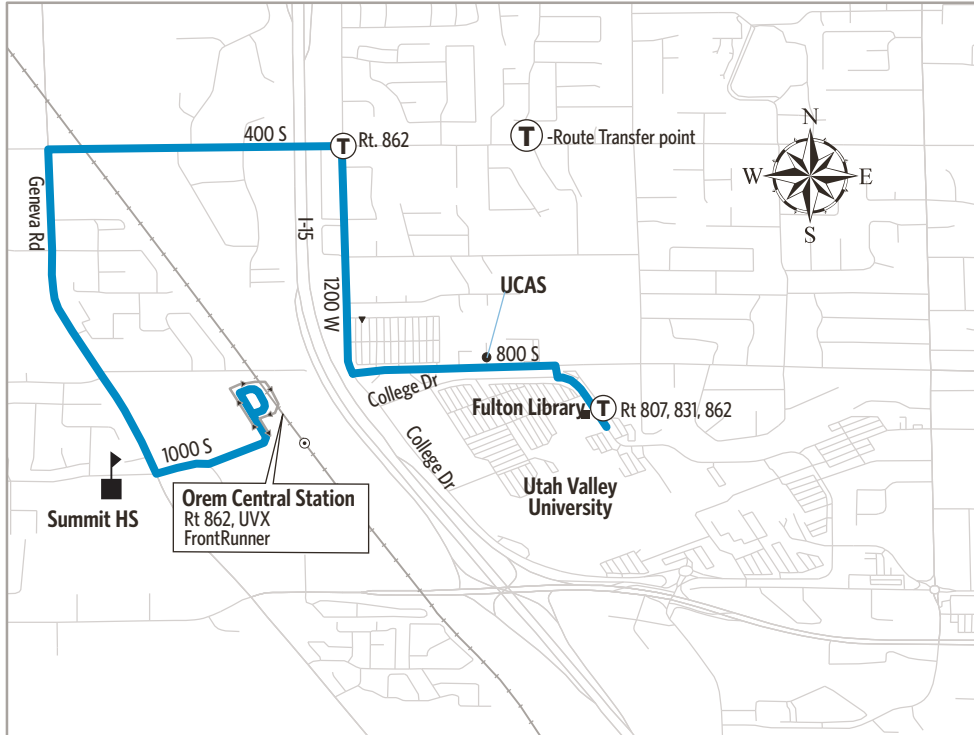 N
W E
S
400 S
T Rt. 862
T -Route Transfer point
Geneva Rd
I-15
1200 W
UCAS
800 S
College Dr
Fulton Library T Rt 807, 831, 862
College Dr
1000 S
Utah Valley
University
Summit HS
Orem Central Station
Rt 862, UVX
FrontRunner